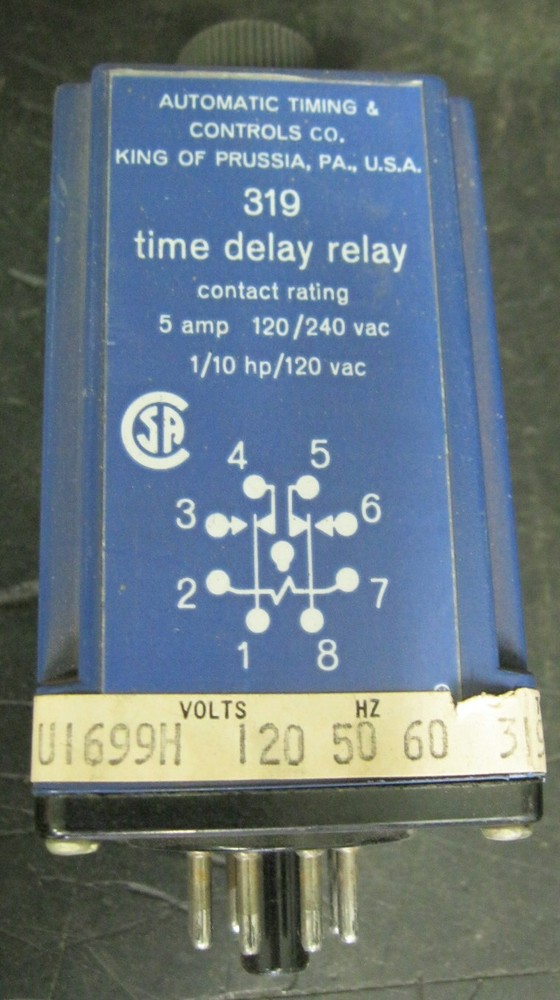 AUTOMATIC TIMING &
CONTROLS CO.
KING OF PRUSSIA, PA., U.S.A.
319
time delay relay
contact rating
5 amp 120/240 vac
1/10 hp/120 vac
CSA
4 5
3 6
2 7
1 8
VOLTS HZ
U1699H 120 50 60 319